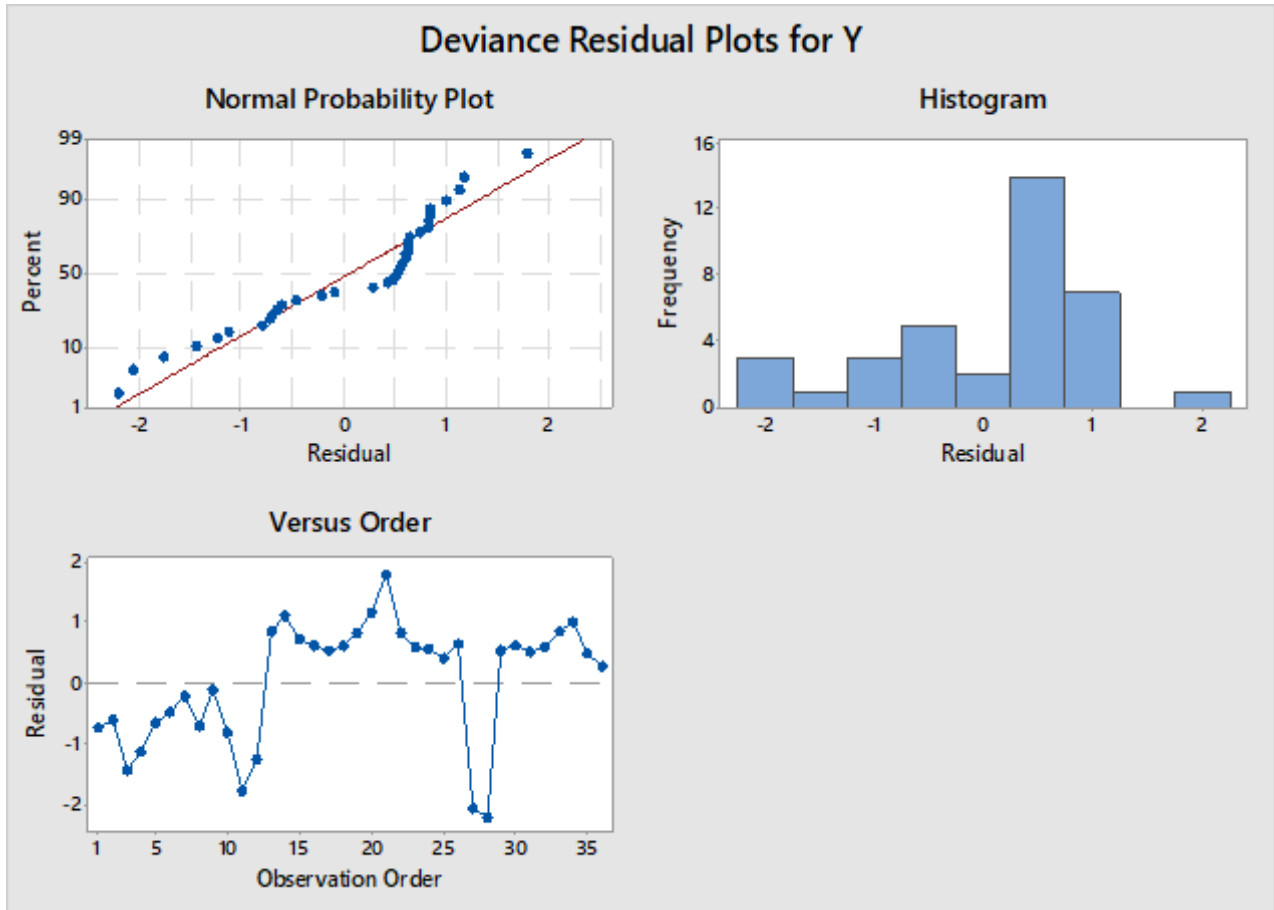 Deviance Residual Plots for Y
Normal Probability Plot
99
90
50
10
1
Percent
-2 -1 0 1 2
Residual
Histogram
16
12
8
4
0
Frequency
-2 -1 0 1 2
Residual
Versus Order
2
1
0
-1
-2
Residual
1 5 10 15 20 25 30 35
Observation Order